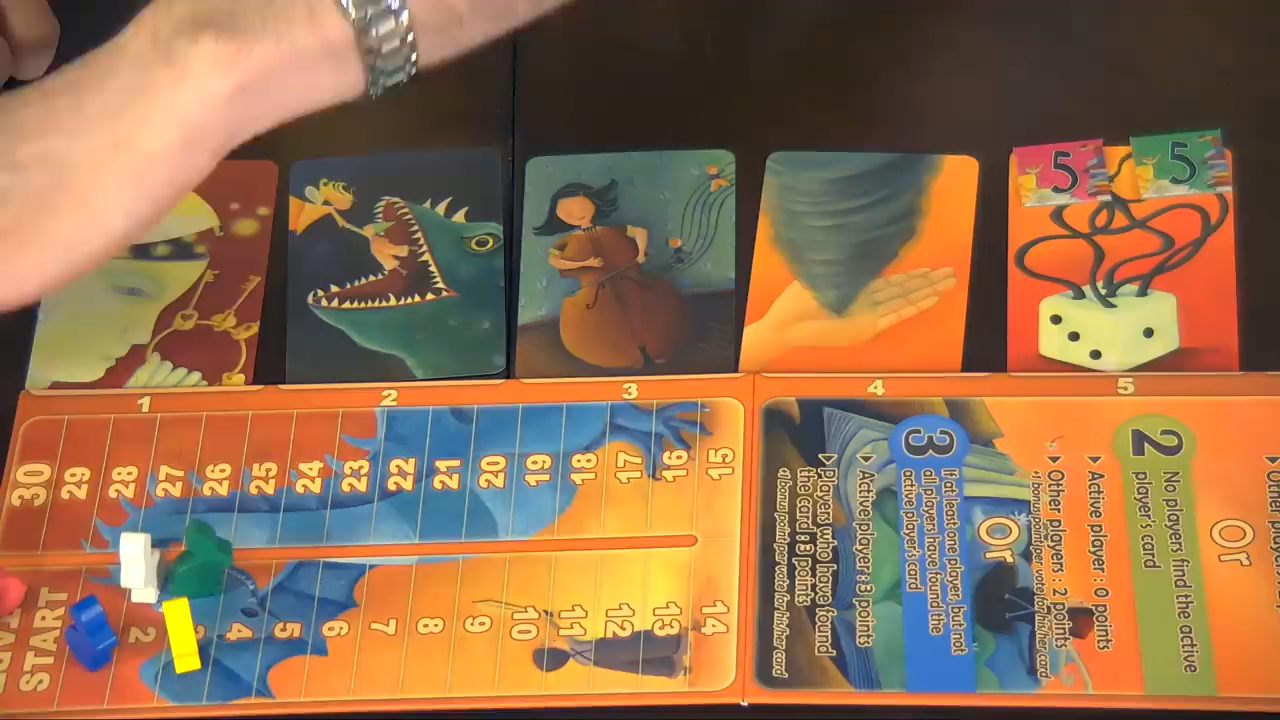 5
5
1
2
3
4
5
30
29
28
27
26
25
24
23
22
21
20
19
18
17
16
15
START
2
3
4
5
6
7
8
9
10
11
12
13
14
3
If at least one player, but not
all players have found the
active player's card
▶ Active player : 3 points
▶ Players who have found
the card : 3 points
+1 bonus point per vote for his/her card
Or
2
No players find the active
player's card
▶ Active player : 0 points
▶ Other players : 2 points
+1 bonus point per vote for his/her card
Or